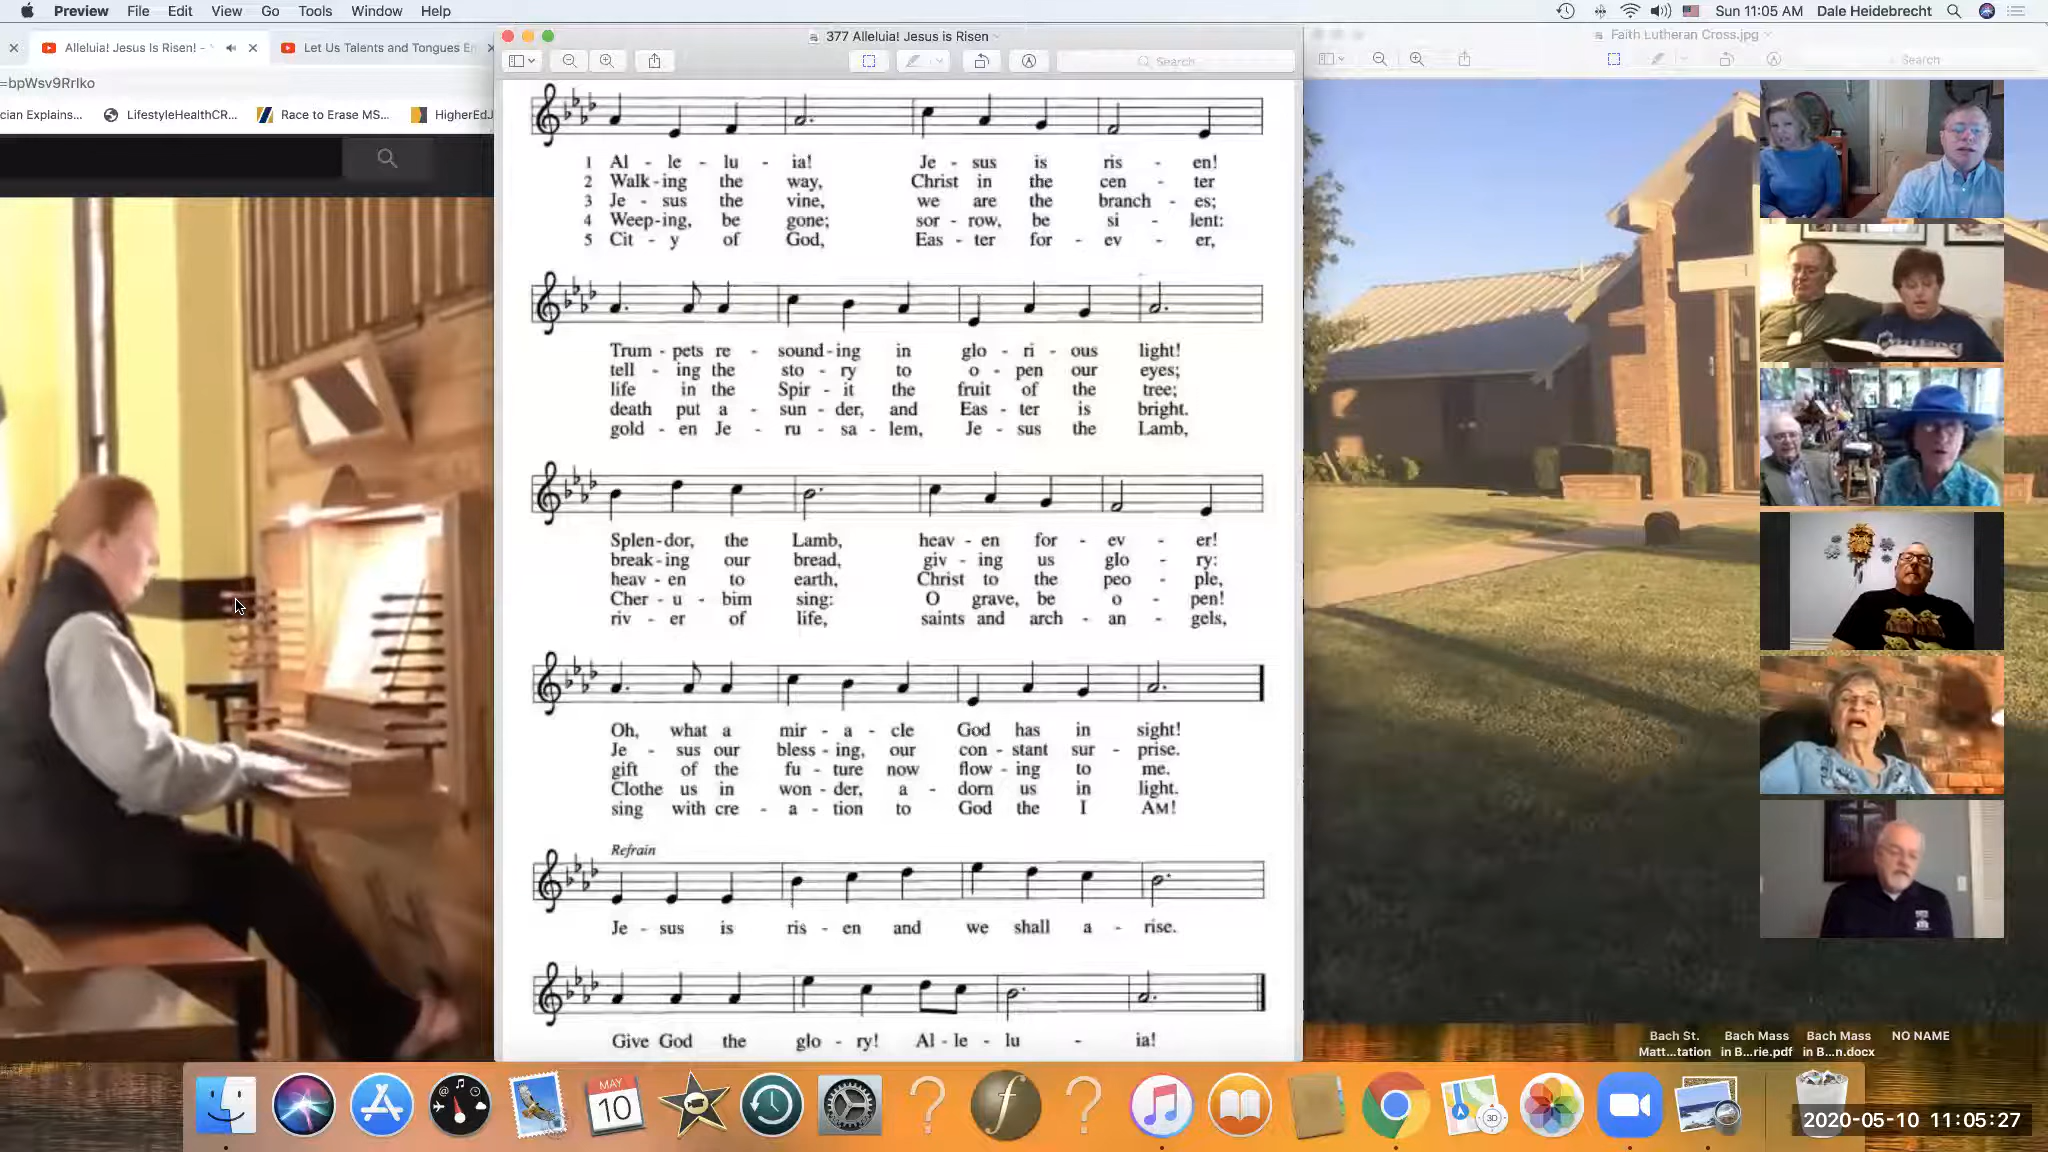 Preview File Edit View Go Tools Window Help
Sun 11:05 AM Dale Heidebrecht
Alleluia! Jesus Is Risen! -
Let Us Talents and Tongues E
377 Alleluia! Jesus is Risen
Faith Lutheran Cross.jpg
Search
Search
=bpWsv9RrIko
cian Explains...
LifestyleHealthCR...
Race to Erase MS...
HigherEdJ
1 Al - le - lu - ia! Je - sus is ris - en!
2 Walk - ing the way, Christ in the cen - ter
3 Je - sus the vine, we are the branch - es;
4 Weep - ing, be gone; sor - row, be si - lent:
5 Cit - y of God, Eas - ter for - ev - er,
Trum - pets re - sound - ing in glo - ri - ous light!
tell - ing the sto - ry to o - pen our eyes;
life in the Spir - it the fruit of the tree;
death put a - sun - der, and Eas - ter is bright.
gold - en Je - ru - sa - lem, Je - sus the Lamb,
Splen - dor, the Lamb, heav - en for - ev - er!
break - ing our bread, giv - ing us glo - ry:
heav - en to earth, Christ to the peo - ple,
Cher - u - bim sing: O grave, be o - pen!
riv - er of life, saints and arch - an - gels,
Oh, what a mir - a - cle God has in sight!
Je - sus our bless - ing, our con - stant sur - prise.
gift of the fu - ture now flow - ing to me.
Clothe us in won - der, a - dorn us in light.
sing with cre - a - tion to God the I AM!
Refrain
Je - sus is ris - en and we shall a - rise.
Give God the glo - ry! Al - le - lu - ia!
Bach St. Matt...tation
Bach Mass in B...rie.pdf
Bach Mass in B...n.docx
NO NAME
MAY
10
3D
2020-05-10 11:05:27